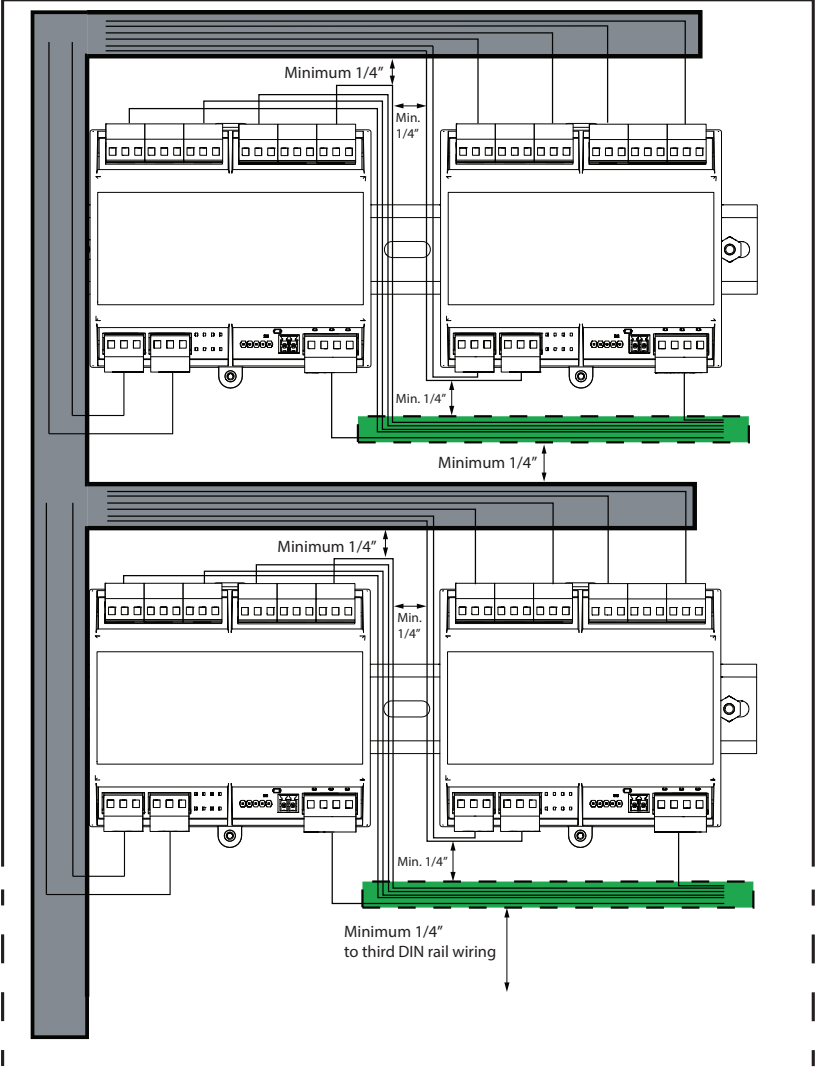 Minimum 1/4”
Min.
1/4”
Min. 1/4”
Minimum 1/4”
Minimum 1/4”
Min.
1/4”
Min. 1/4”
Minimum 1/4”
to third DIN rail wiring